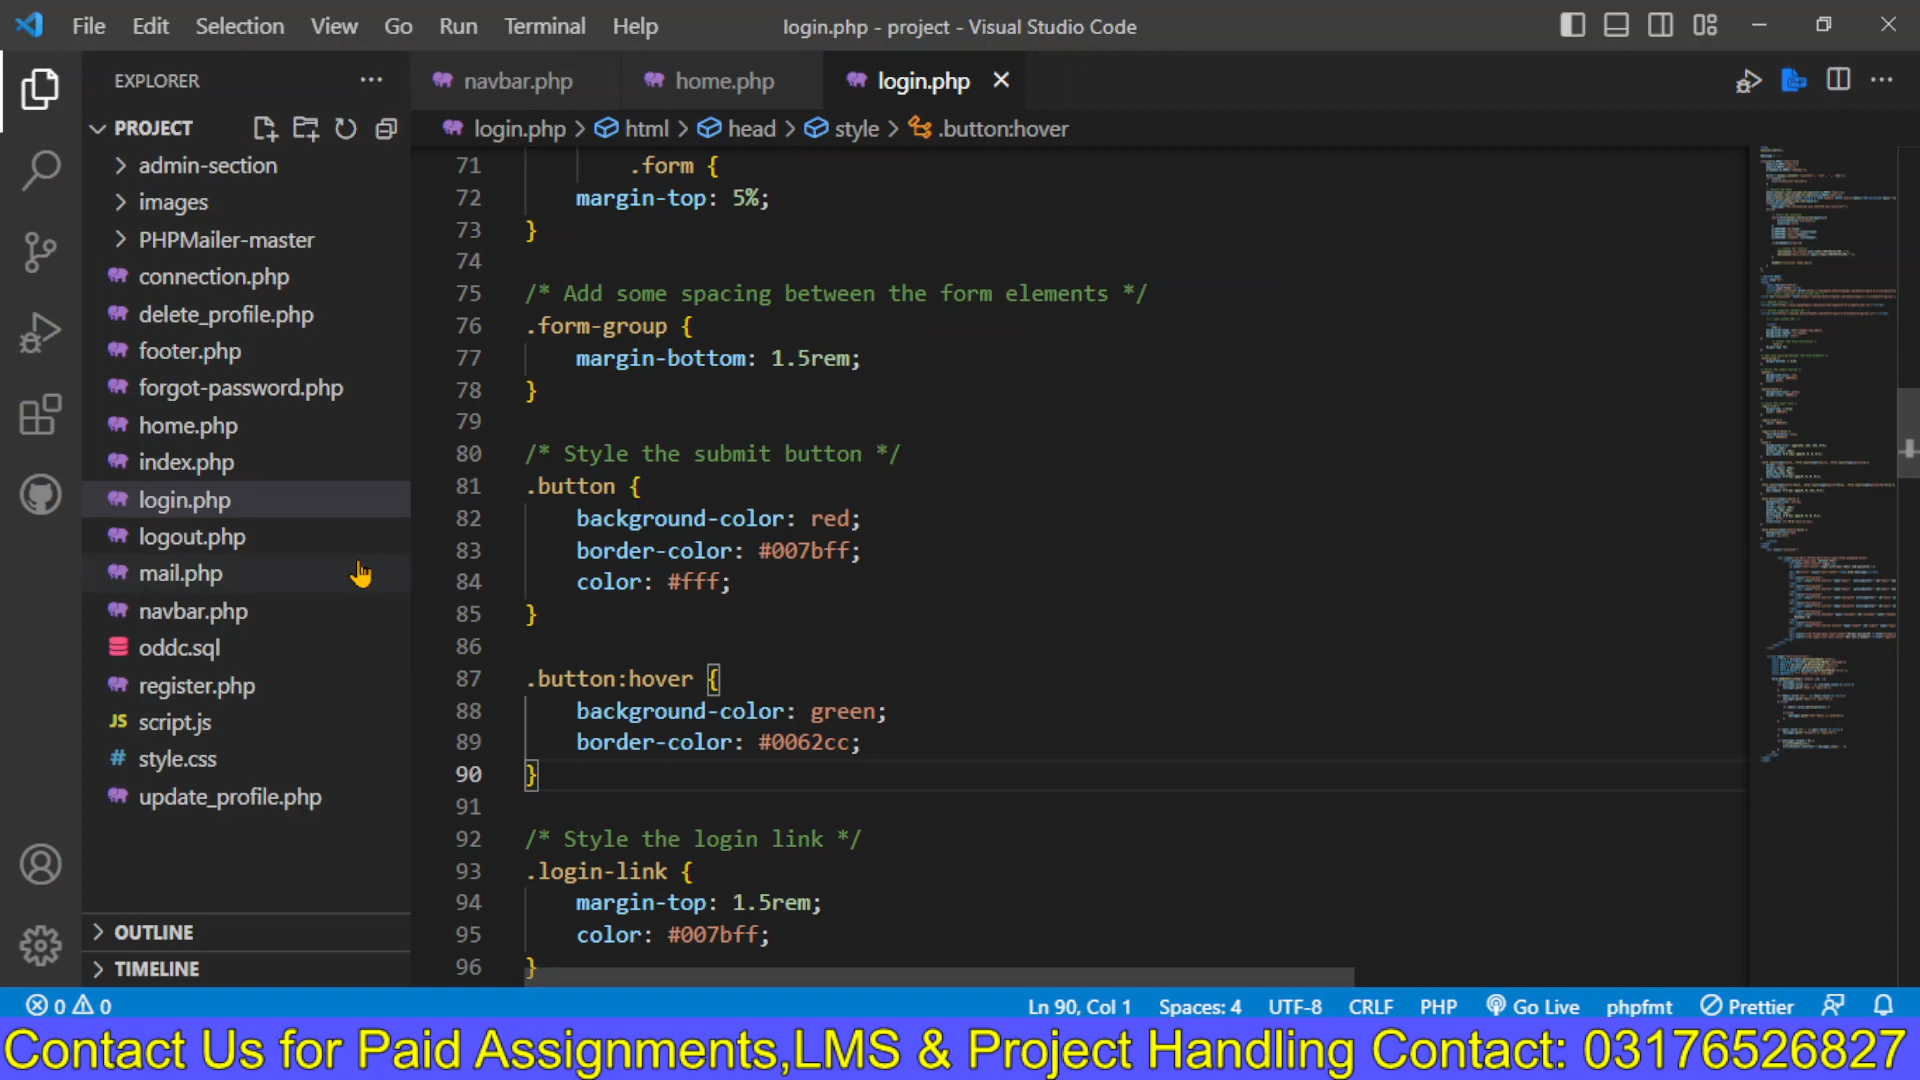 File Edit Selection View Go Run Terminal Help
login.php - project - Visual Studio Code
EXPLORER
PROJECT
admin-section
images
PHPMailer-master
connection.php
delete_profile.php
footer.php
forgot-password.php
home.php
index.php
login.php
logout.php
mail.php
navbar.php
oddc.sql
register.php
JS script.js
# style.css
update_profile.php
OUTLINE
TIMELINE
navbar.php home.php login.php
login.php > html > head > style > .button:hover
71 .form {
72 margin-top: 5%;
73 }
74
75 /* Add some spacing between the form elements */
76 .form-group {
77 margin-bottom: 1.5rem;
78 }
79
80 /* Style the submit button */
81 .button {
82 background-color: red;
83 border-color: #007bff;
84 color: #fff;
85 }
86
87 .button:hover {
88 background-color: green;
89 border-color: #0062cc;
90 }
91
92 /* Style the login link */
93 .login-link {
94 margin-top: 1.5rem;
95 color: #007bff;
96 }
0 0 Ln 90, Col 1 Spaces: 4 UTF-8 CRLF PHP Go Live phpfmt Prettier
Contact Us for Paid Assignments,LMS & Project Handling Contact: 03176526827